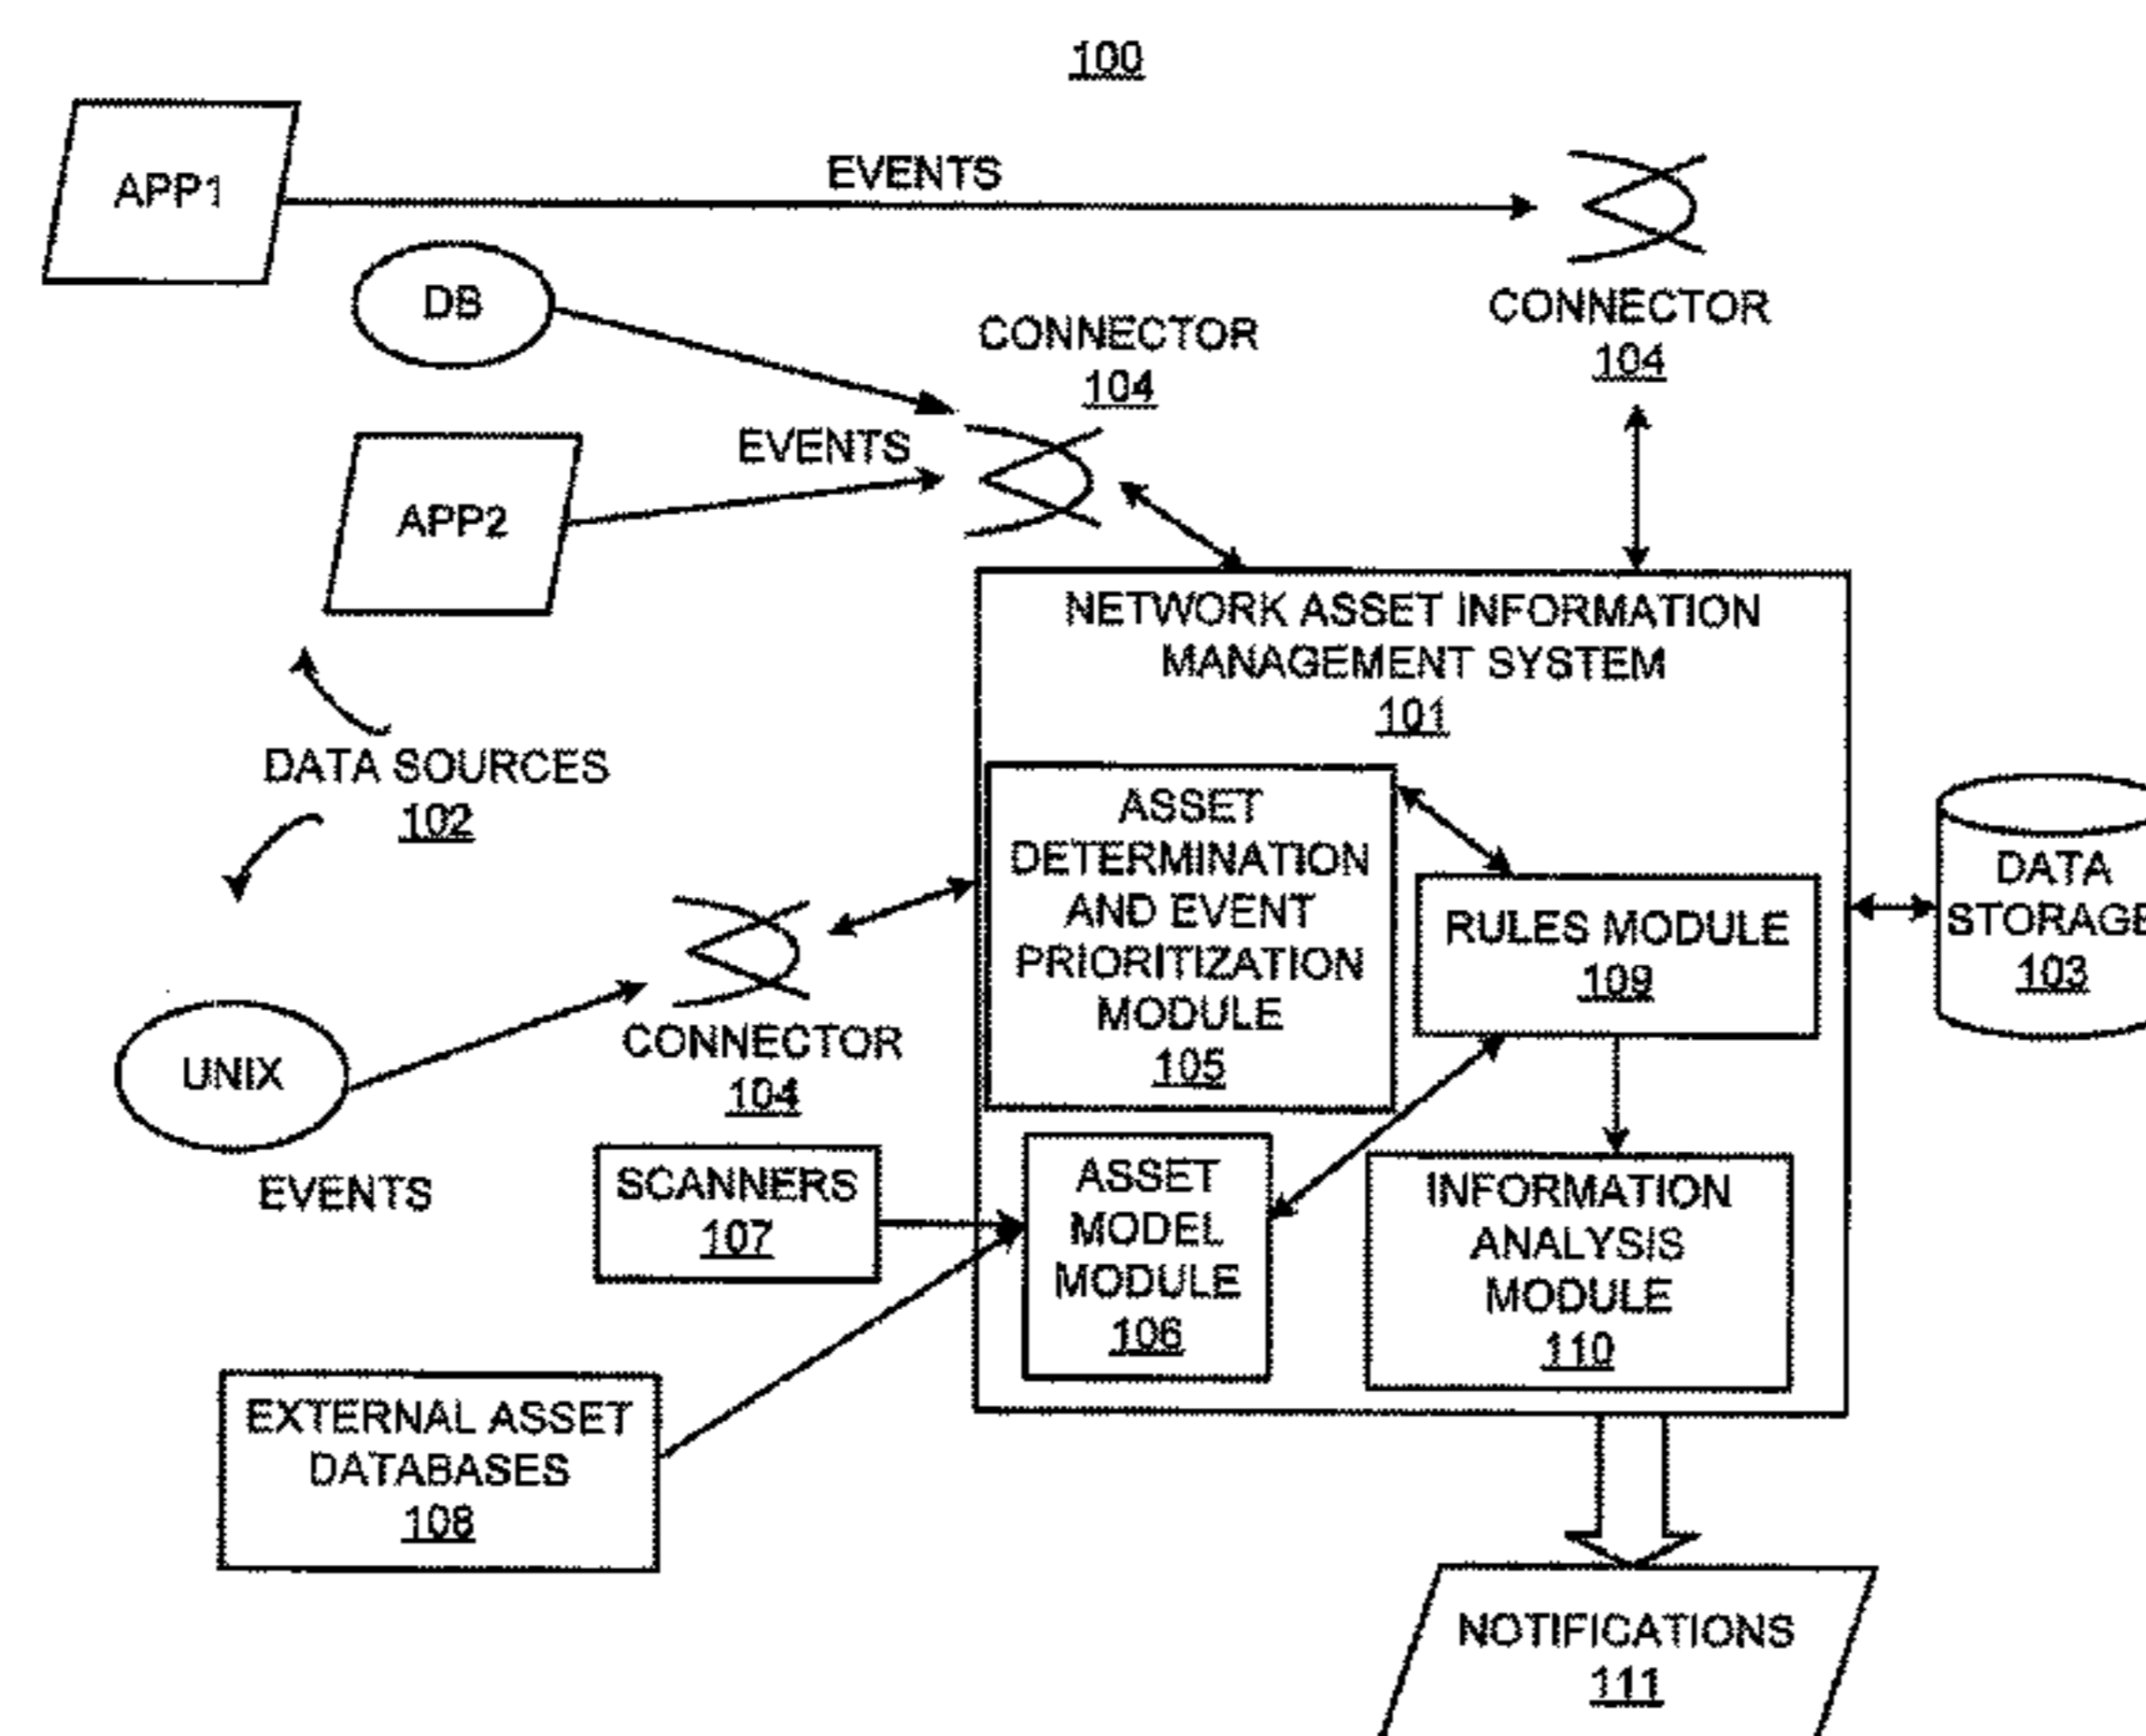 100
APP1
EVENTS
CONNECTOR
104
DB
CONNECTOR
104
EVENTS
APP2
DATA SOURCES
102
NETWORK ASSET INFORMATION
MANAGEMENT SYSTEM
101
ASSET
DETERMINATION
AND EVENT
PRIORITIZATION
MODULE
105
RULES MODULE
109
DATA
STORAGE
103
CONNECTOR
104
UNIX
EVENTS
SCANNERS
107
ASSET
MODEL
MODULE
106
INFORMATION
ANALYSIS
MODULE
110
EXTERNAL ASSET
DATABASES
108
NOTIFICATIONS
111